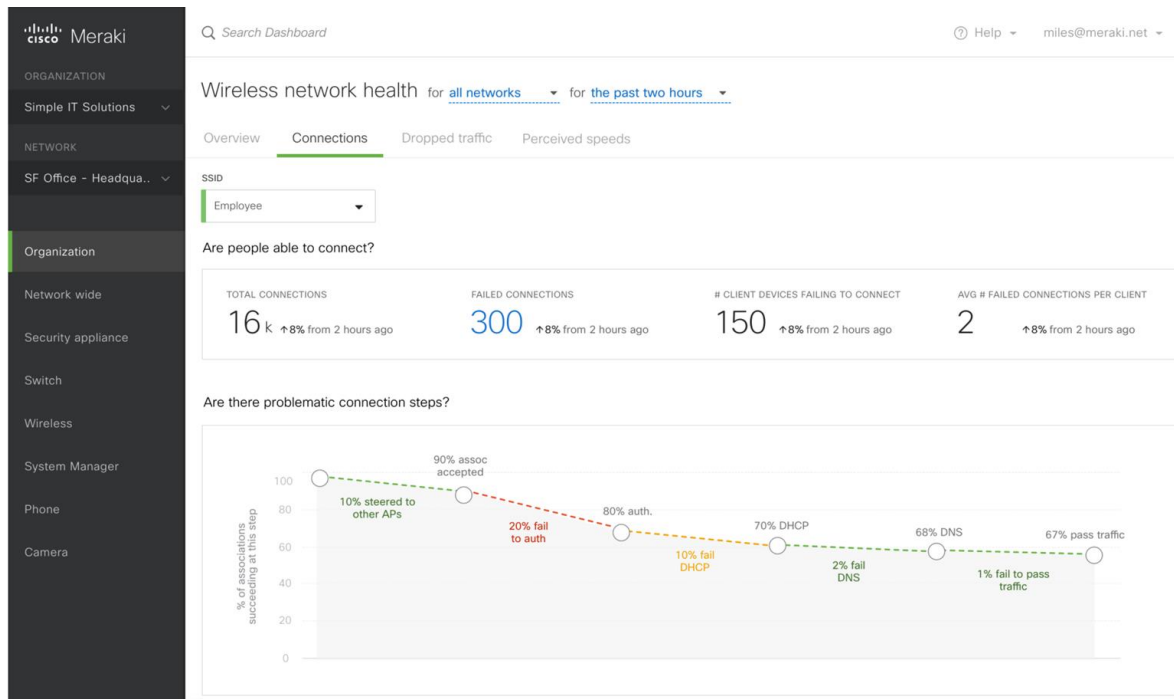 cisco Meraki
Search Dashboard
Help
miles@meraki.net
ORGANIZATION
Simple IT Solutions
NETWORK
SF Office - Headqua..
Organization
Network wide
Security appliance
Switch
Wireless
System Manager
Phone
Camera
Wireless network health for all networks for the past two hours
Overview Connections Dropped traffic Perceived speeds
SSID
Employee
Are people able to connect?
TOTAL CONNECTIONS
16 k ↑8% from 2 hours ago
FAILED CONNECTIONS
300 ↑8% from 2 hours ago
# CLIENT DEVICES FAILING TO CONNECT
150 ↑8% from 2 hours ago
AVG # FAILED CONNECTIONS PER CLIENT
2 ↑8% from 2 hours ago
Are there problematic connection steps?
% of associations
succeeding at this step
100
80
60
40
20
0
10% steered to
other APs
90% assoc
accepted
20% fail
to auth
80% auth.
10% fail
DHCP
70% DHCP
2% fail
DNS
68% DNS
1% fail to pass
traffic
67% pass traffic